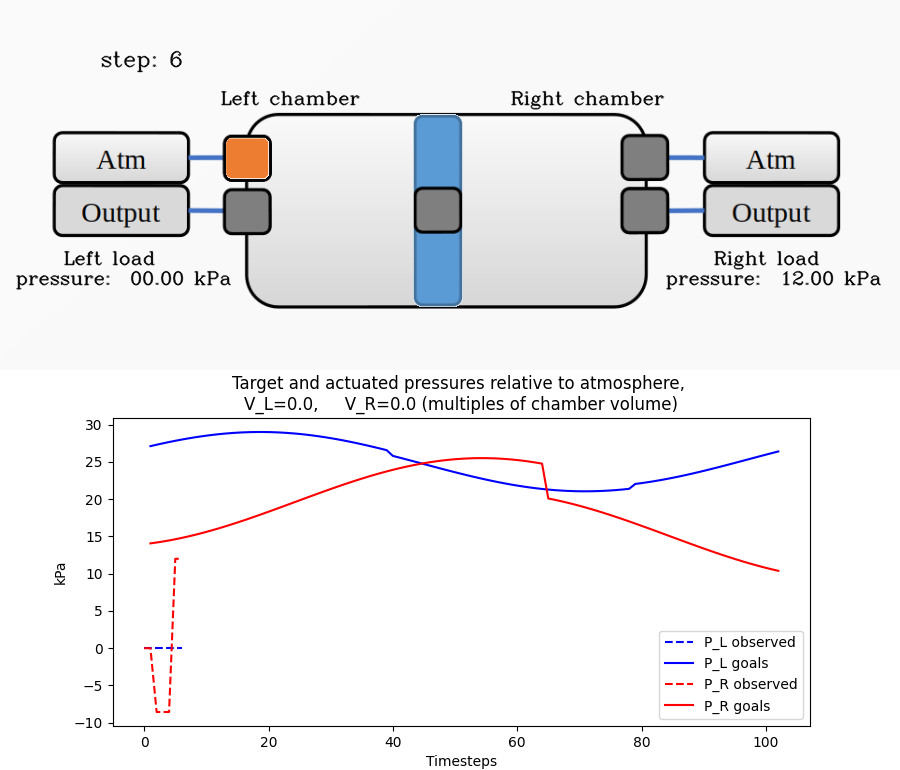 step: 6
Left chamber
Right chamber
Atm
Atm
Output
Output
Left load
pressure: 00.00 kPa
Right load
pressure: 12.00 kPa
Target and actuated pressures relative to atmosphere,
V_L=0.0, V_R=0.0 (multiples of chamber volume)
30
25
20
15
10
5
0
−5
−10
kPa
P_L observed
P_L goals
P_R observed
P_R goals
0 20 40 60 80 100
Timesteps